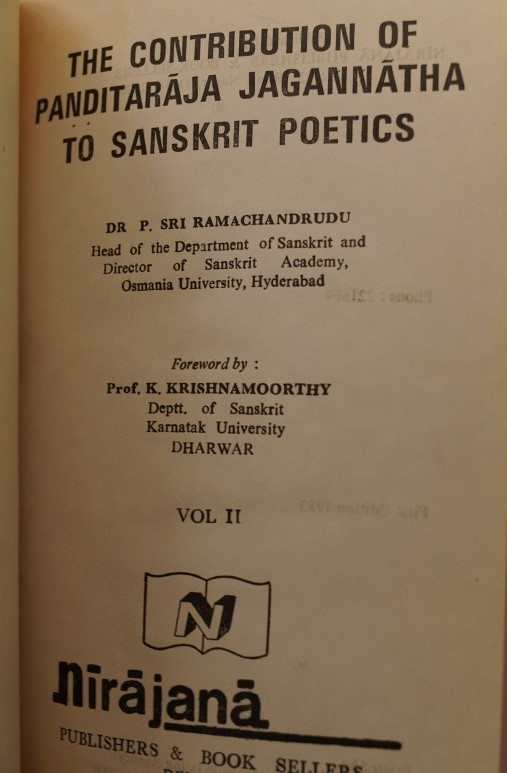 THE CONTRIBUTION OF
PANDITARĀJA JAGANNĀTHA
TO SANSKRIT POETICS
DR P. SRI RAMACHANDRUDU
Head of the Department of Sanskrit and
Director of Sanskrit Academy,
Osmania University, Hyderabad
Foreword by :
Prof. K. KRISHNAMOORTHY
Deptt. of Sanskrit
Karnatak University
DHARWAR
VOL II
N
Nīrājanā
PUBLISHERS & BOOK SELLERS